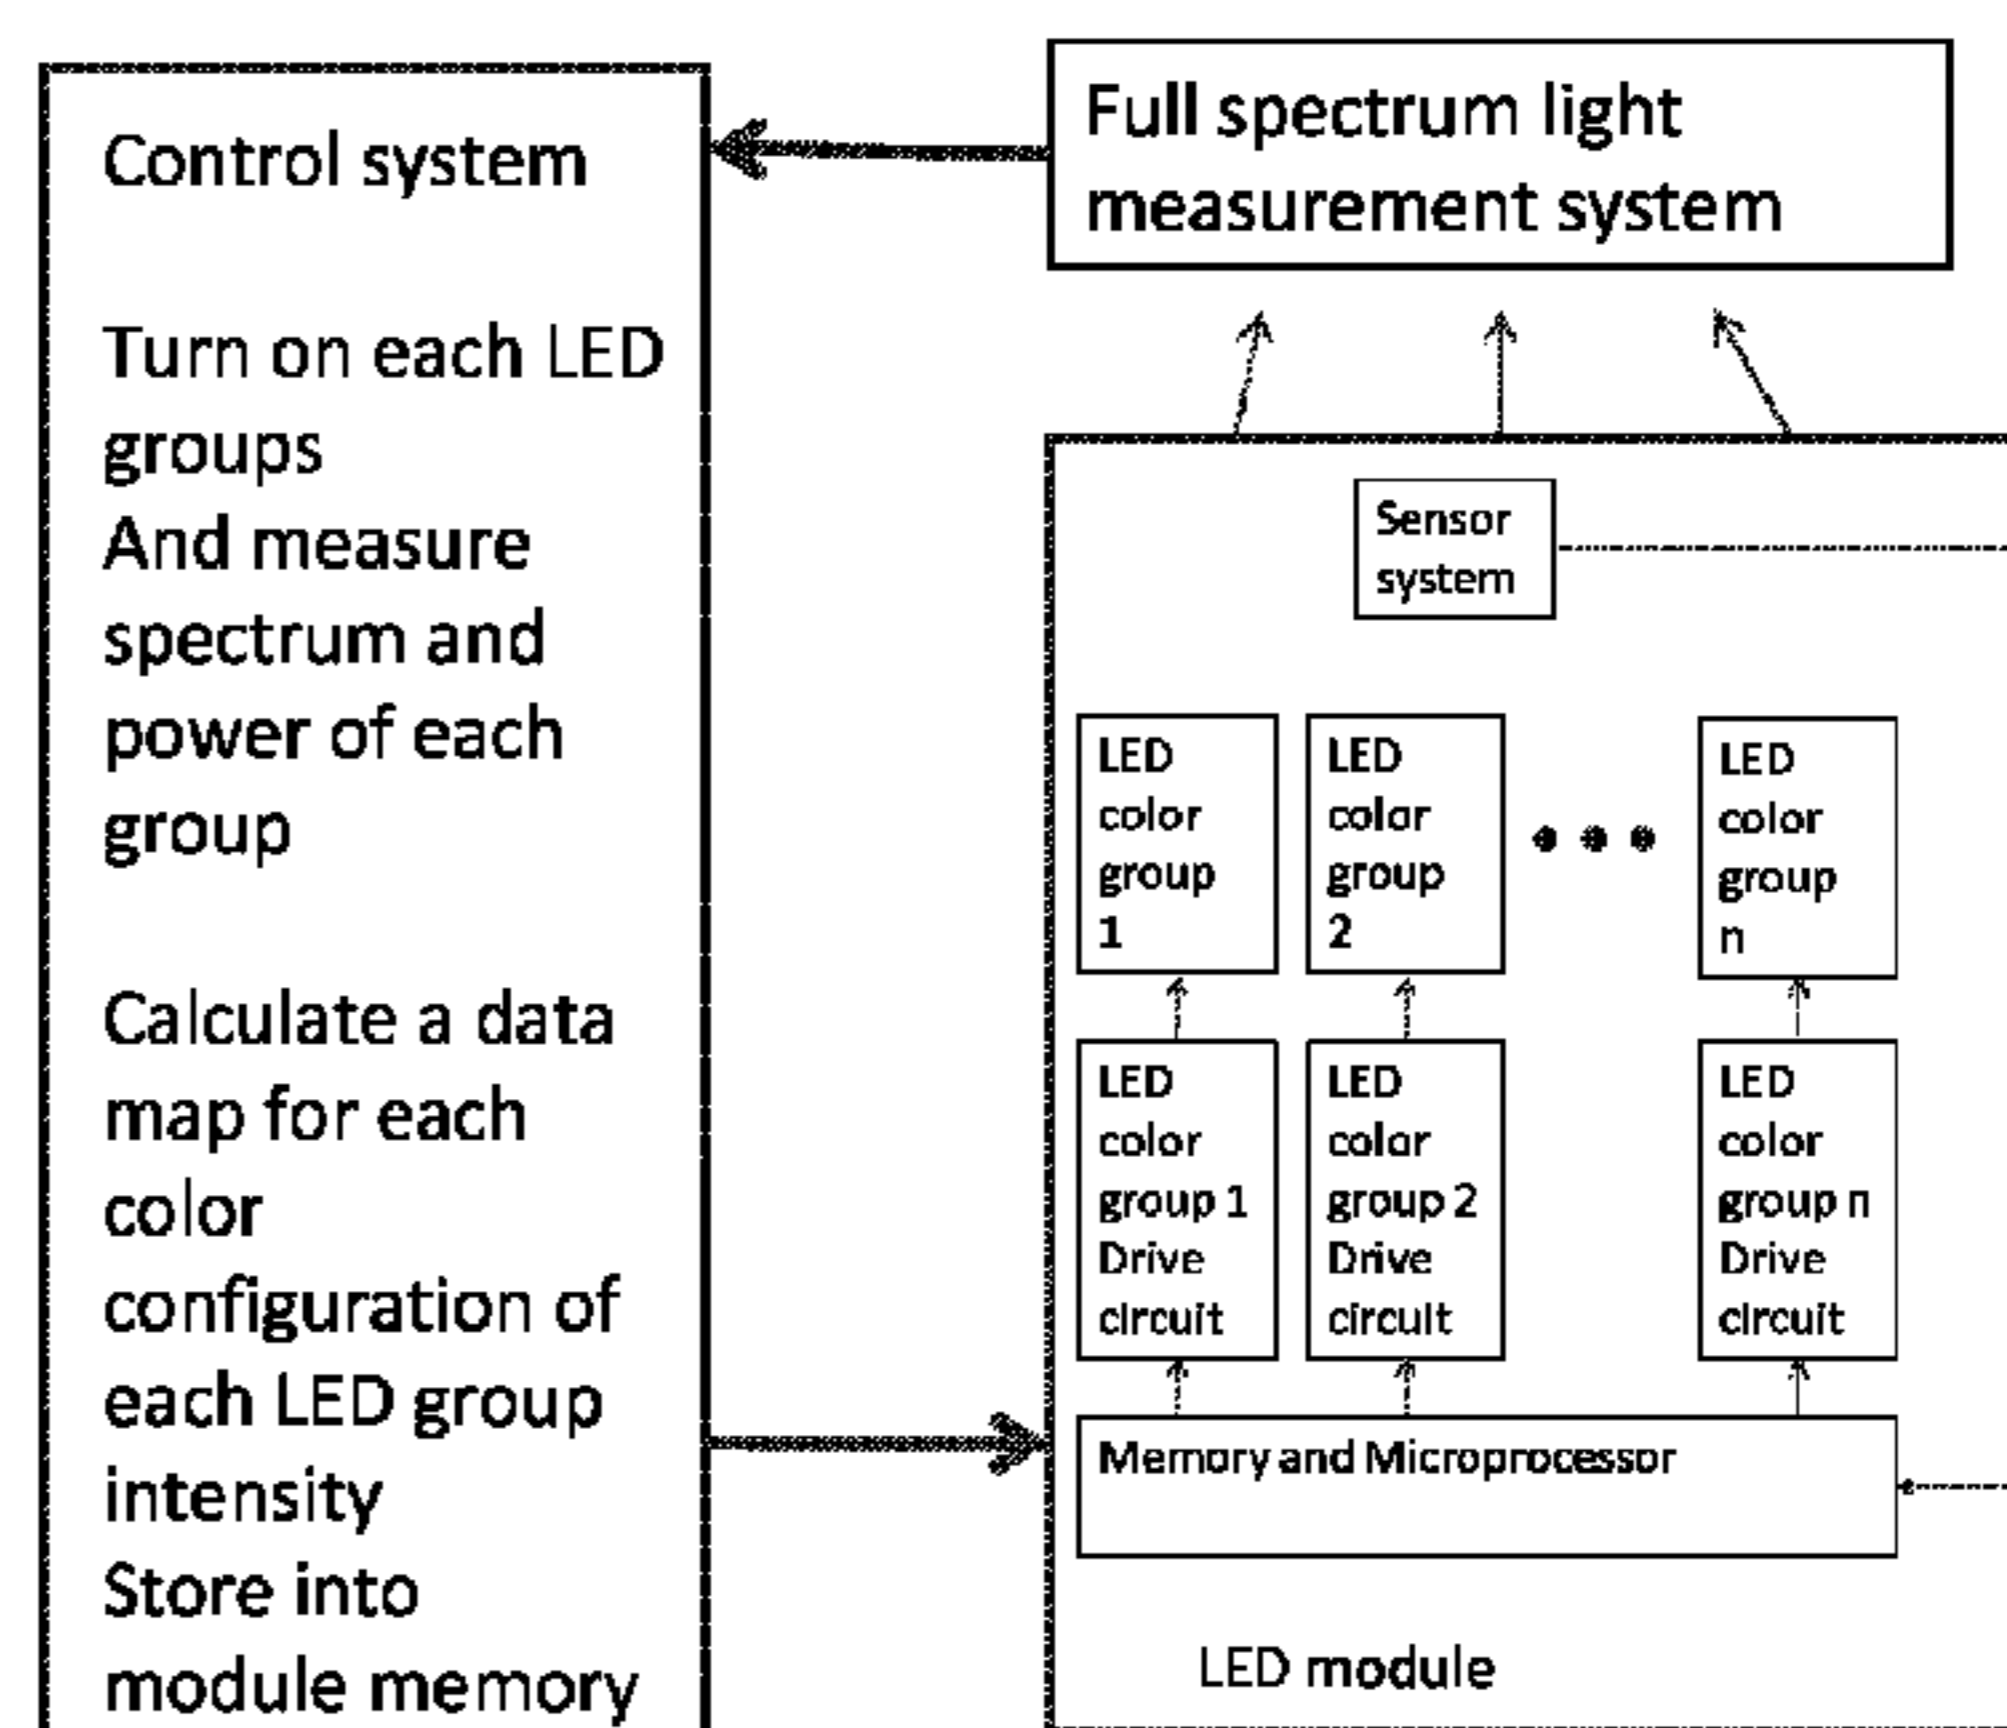 Control system
Turn on each LED
groups
And measure
spectrum and
power of each
group
Calculate a data
map for each
color
configuration of
each LED group
intensity
Store into
module memory
Full spectrum light
measurement system
Sensor
system
LED
color
group
1
LED
color
group
2
LED
color
group
n
LED
color
group 1
Drive
circuit
LED
color
group 2
Drive
circuit
LED
color
group n
Drive
circuit
Memory and Microprocessor
LED module